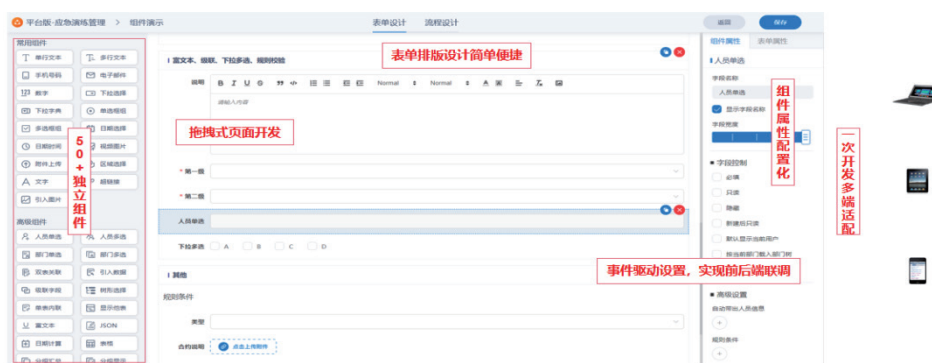 平台版-应急演练管理 > 组件演示
表单设计 流程设计
返回 保存
常用组件
单行文本 多行文本
手机号码 电子邮件
数字 下拉选择
下拉字典 单选框组
多选框组 日期选择
日期时间 视频图片
附件上传 区域选择
文字 超链接
引入图片
高级组件
人员单选 人员多选
部门单选 部门多选
双表关联 引入数据
级联字段 树形选择
单表内联 显示他表
富文本 JSON
日期计算 表格
50+独立组件
富文本、级联、下拉多选、规则校验
表单排版设计简单便捷
说明
Normal Normal
请输入内容
拖拽式页面开发
* 第一级
* 第二级
人员单选
下拉多选 A B C D
其他
规则条件
类型
合约说明 点击上传附件
事件驱动设置，实现前后端联调
组件属性 表单属性
人员单选
字段名称
人员单选
显示字段名称
字段宽度
字段控制
必填
只读
隐藏
新建后只读
默认显示当前用户
按当前部门载入部门树
高级设置
自动带出人员信息
规则条件
组件属性配置化
一次开发多端适配